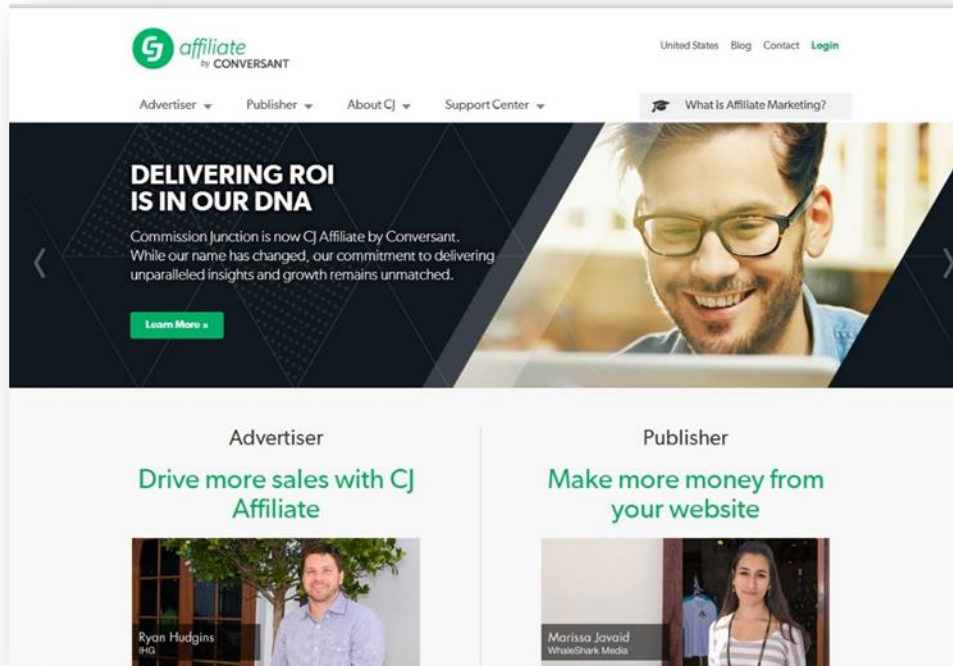 CJ affiliate
by CONVERSANT
United States Blog Contact Login
Advertiser Publisher About CJ Support Center
What is Affiliate Marketing?
DELIVERING ROI
IS IN OUR DNA
Commission Junction is now CJ Affiliate by Conversant.
While our name has changed, our commitment to delivering
unparalleled insights and growth remains unmatched.
Learn More »
Advertiser
Drive more sales with CJ
Affiliate
Ryan Hudgins
IHG
Publisher
Make more money from
your website
Marissa Javaid
WhaleShark Media